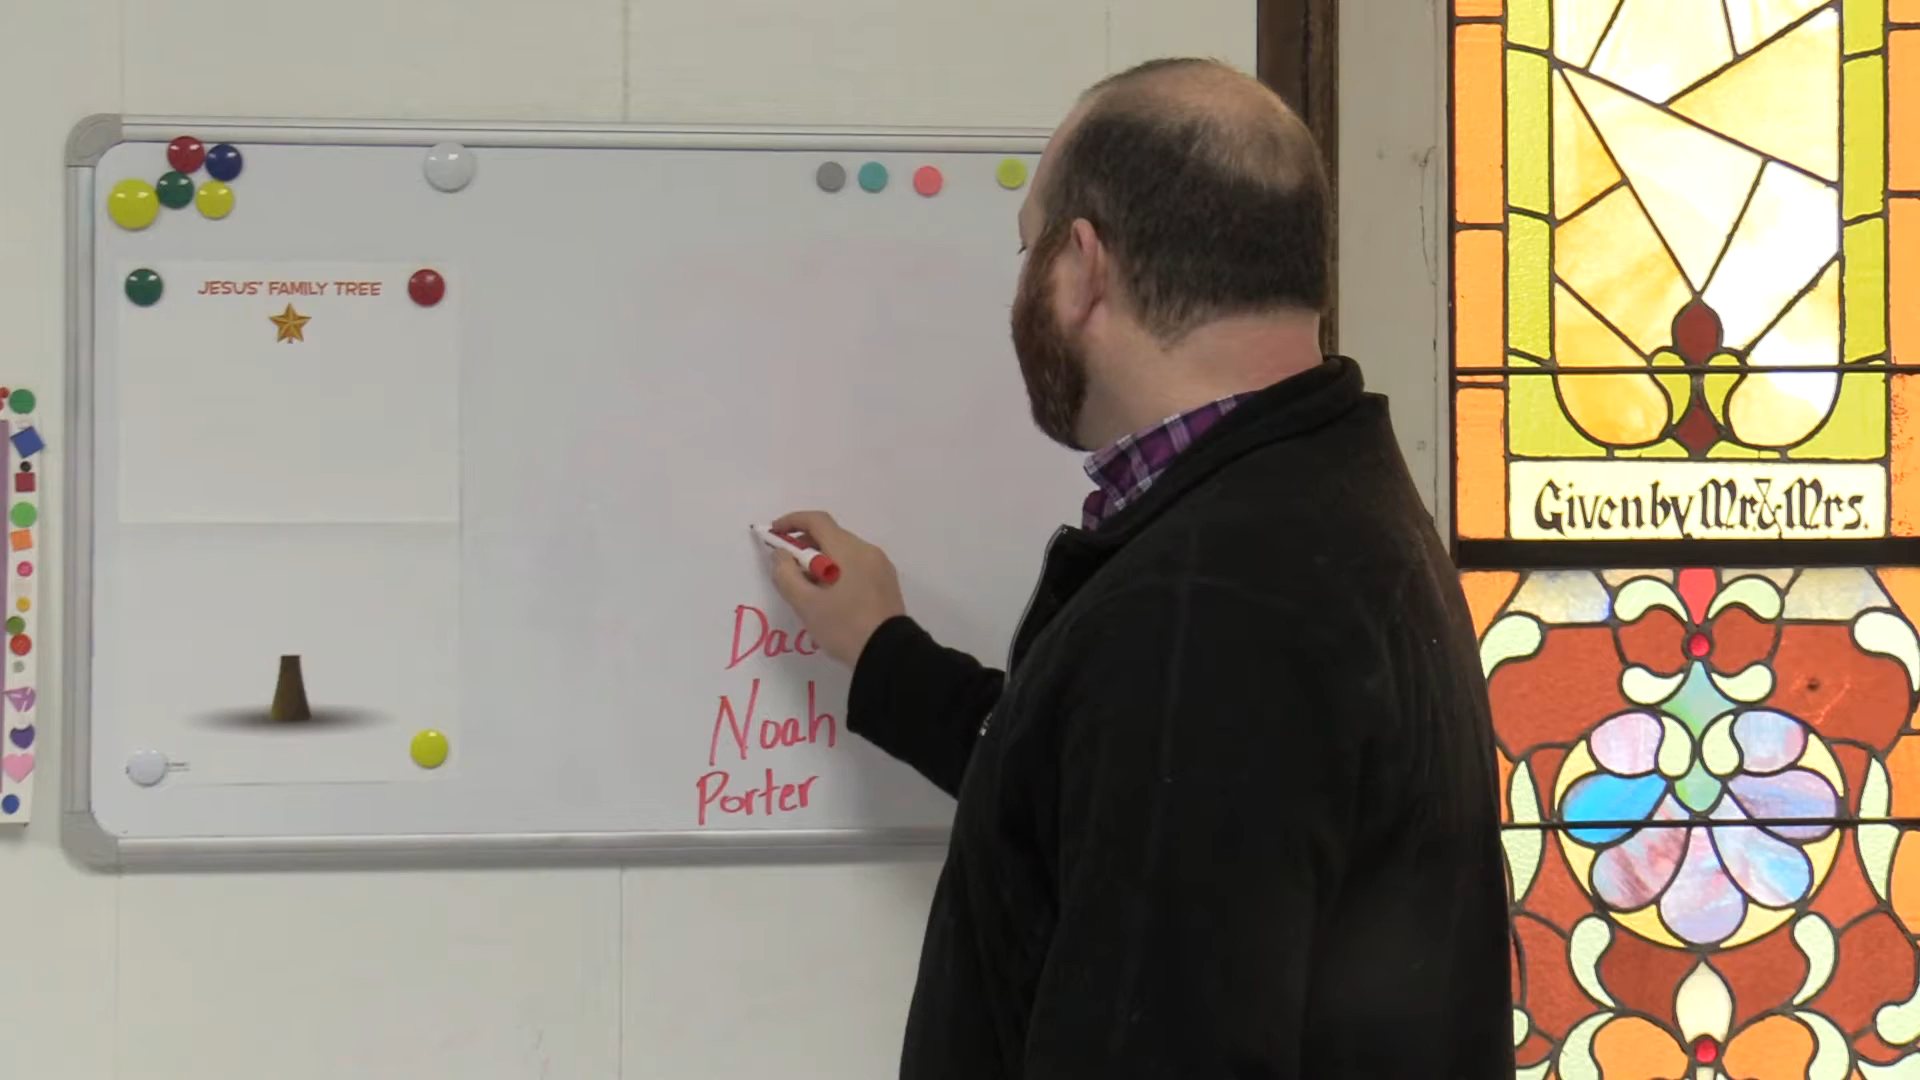 JESUS' FAMILY TREE
Dad
Noah
Porter
Given by Mr. & Mrs.